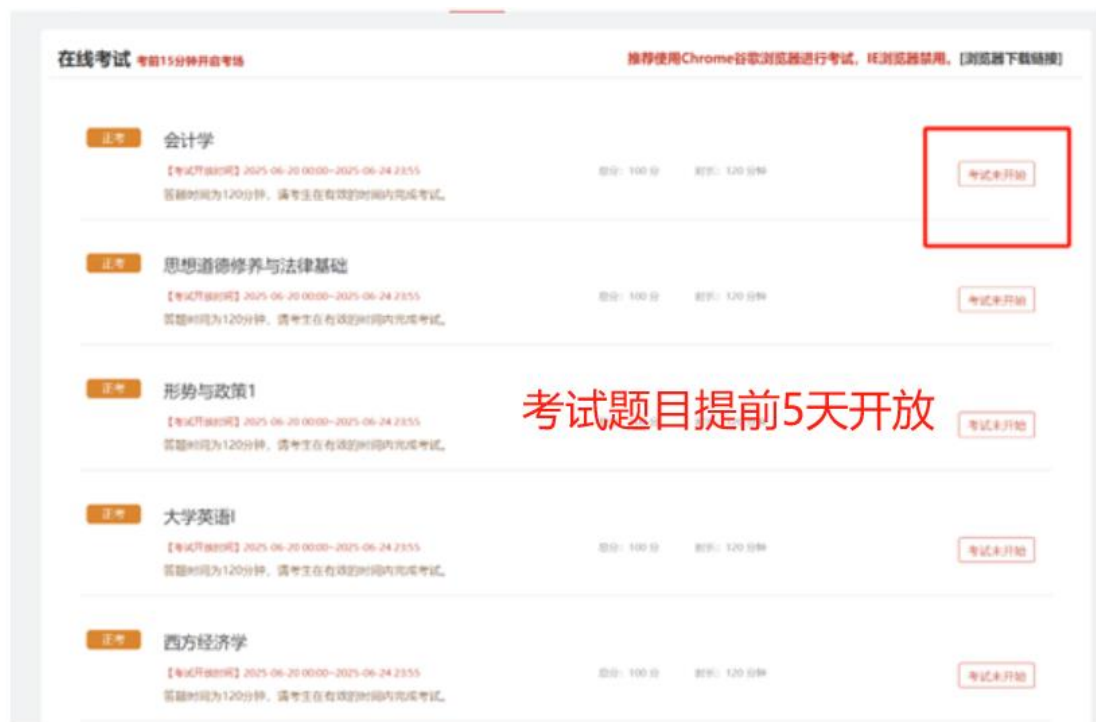 在线考试 考前15分钟开启考场 推荐使用Chrome谷歌浏览器进行考试，IE浏览器禁用。[浏览器下载链接]
正考 会计学
【考试开放时间】2025-06-20 00:00~2025-06-24 23:55 总分：100 分 时长：120 分钟 考试未开始
答题时间为120分钟，请考生在有效的时间内完成考试。
正考 思想道德修养与法律基础
【考试开放时间】2025-06-20 00:00~2025-06-24 23:55 总分：100 分 时长：120 分钟 考试未开始
答题时间为120分钟，请考生在有效的时间内完成考试。
正考 形势与政策1
考试题目提前5天开放
【考试开放时间】2025-06-20 00:00~2025-06-24 23:55 考试未开始
答题时间为120分钟，请考生在有效的时间内完成考试。
正考 大学英语I
【考试开放时间】2025-06-20 00:00~2025-06-24 23:55 总分：100 分 时长：120 分钟 考试未开始
答题时间为120分钟，请考生在有效的时间内完成考试。
正考 西方经济学
【考试开放时间】2025-06-20 00:00~2025-06-24 23:55 总分：100 分 时长：120 分钟 考试未开始
答题时间为120分钟，请考生在有效的时间内完成考试。